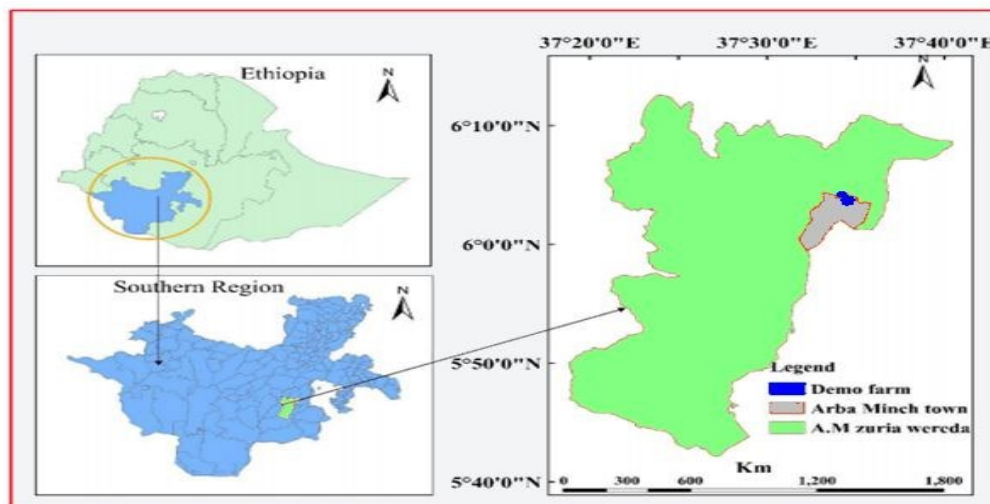 Ethiopia
N
Southern Region
N
37°20'0"E 37°30'0"E 37°40'0"E
N
6°10'0"N
6°0'0"N
5°50'0"N
5°40'0"N
Legend
Demo farm
Arba Minch town
A.M zuria wereda
Km
0 300 600 1,200 1,800